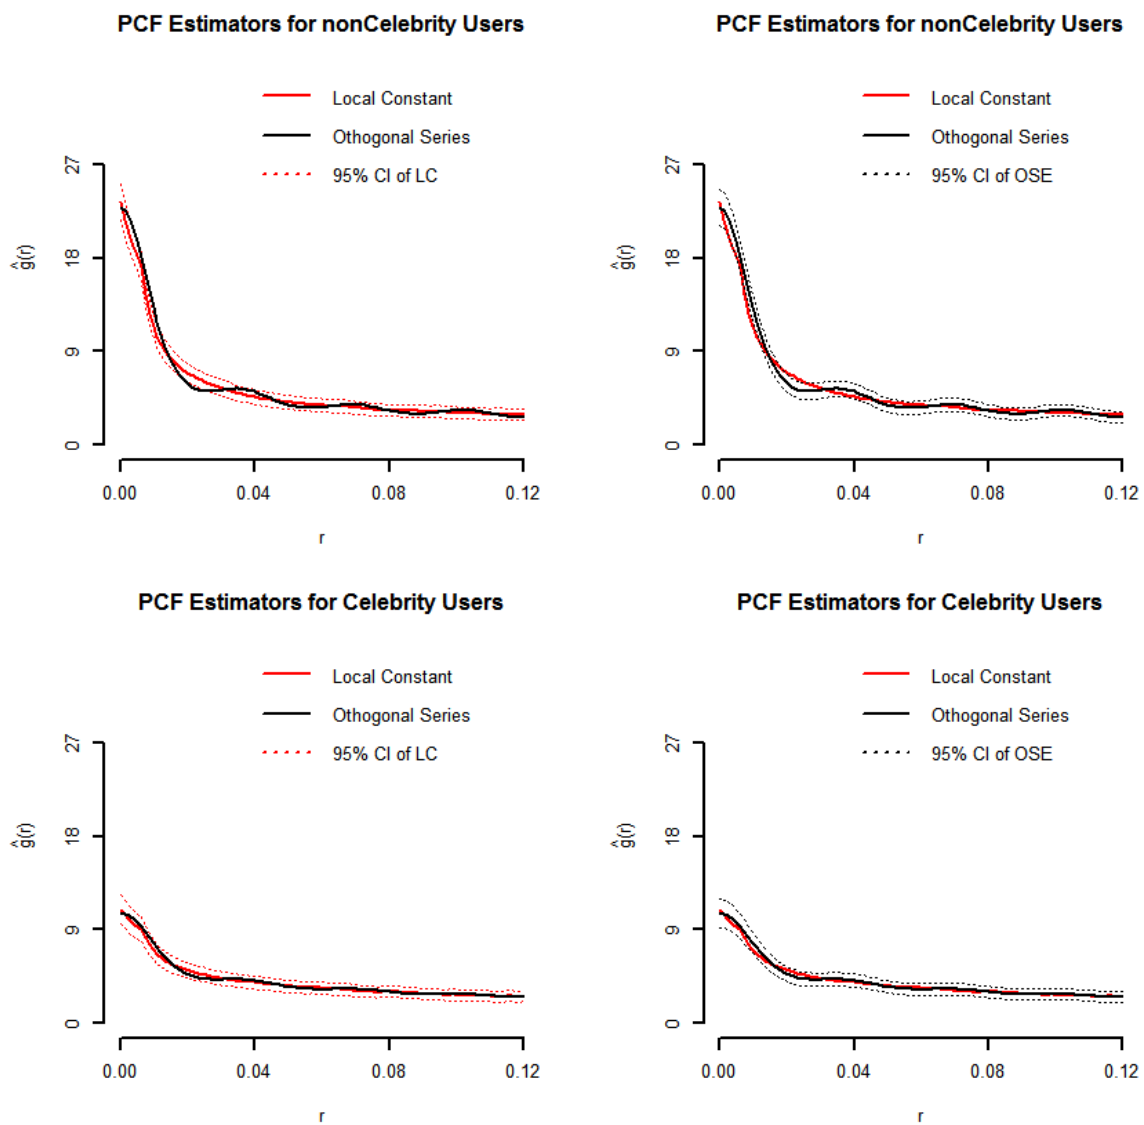 PCF Estimators for nonCelebrity Users
Local Constant
Othogonal Series
95% CI of LC
ĝ(r)
27
18
9
0
0.00 0.04 0.08 0.12
r
PCF Estimators for nonCelebrity Users
Local Constant
Othogonal Series
95% CI of OSE
ĝ(r)
27
18
9
0
0.00 0.04 0.08 0.12
r
PCF Estimators for Celebrity Users
Local Constant
Othogonal Series
95% CI of LC
ĝ(r)
27
18
9
0
0.00 0.04 0.08 0.12
r
PCF Estimators for Celebrity Users
Local Constant
Othogonal Series
95% CI of OSE
ĝ(r)
27
18
9
0
0.00 0.04 0.08 0.12
r